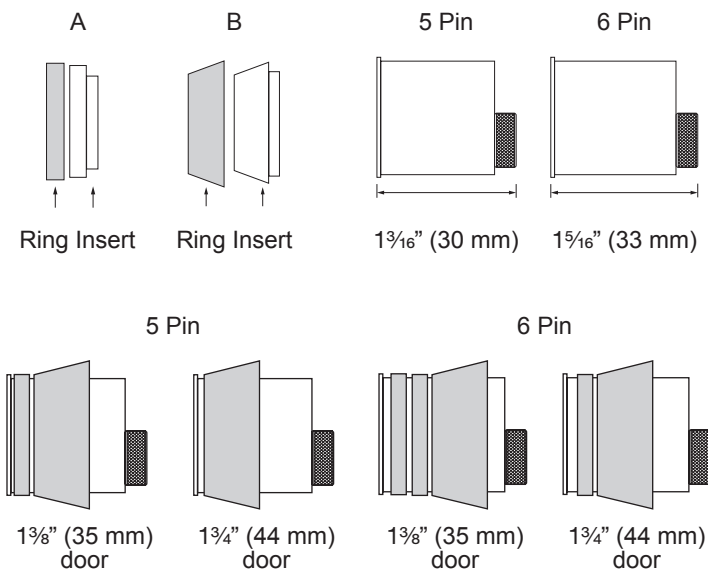 A B 5 Pin 6 Pin
Ring Insert Ring Insert 1³⁄₁₆” (30 mm) 1⁵⁄₁₆” (33 mm)
5 Pin 6 Pin
1³⁄₈” (35 mm) 1³⁄₄” (44 mm) 1³⁄₈” (35 mm) 1³⁄₄” (44 mm)
door door door door